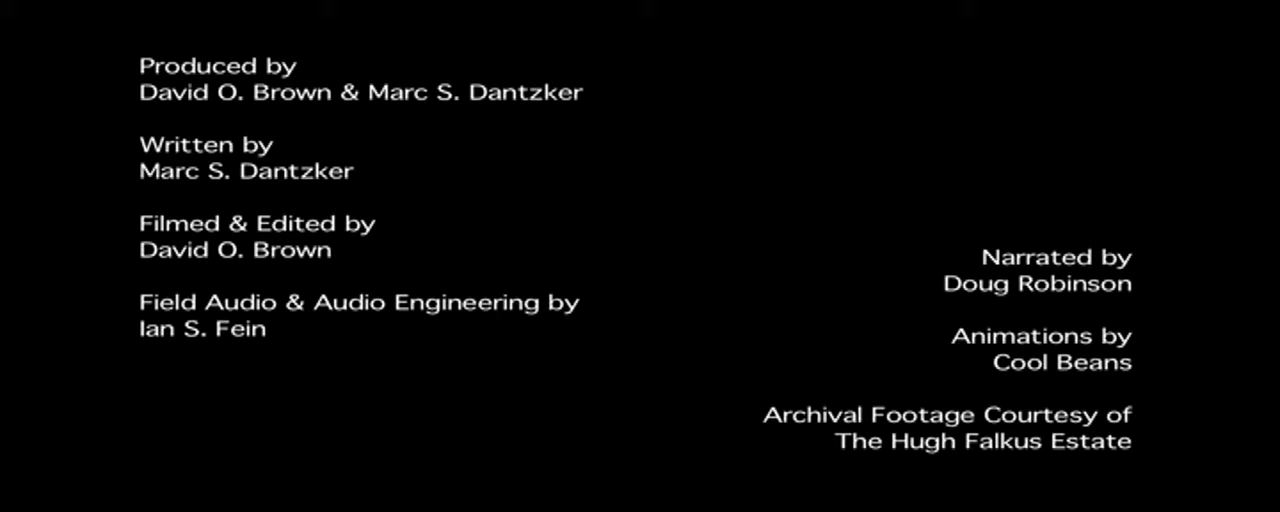 Produced by
David O. Brown & Marc S. Dantzker
Written by
Marc S. Dantzker
Filmed & Edited by
David O. Brown
Field Audio & Audio Engineering by
Ian S. Fein
Narrated by
Doug Robinson
Animations by
Cool Beans
Archival Footage Courtesy of
The Hugh Falkus Estate